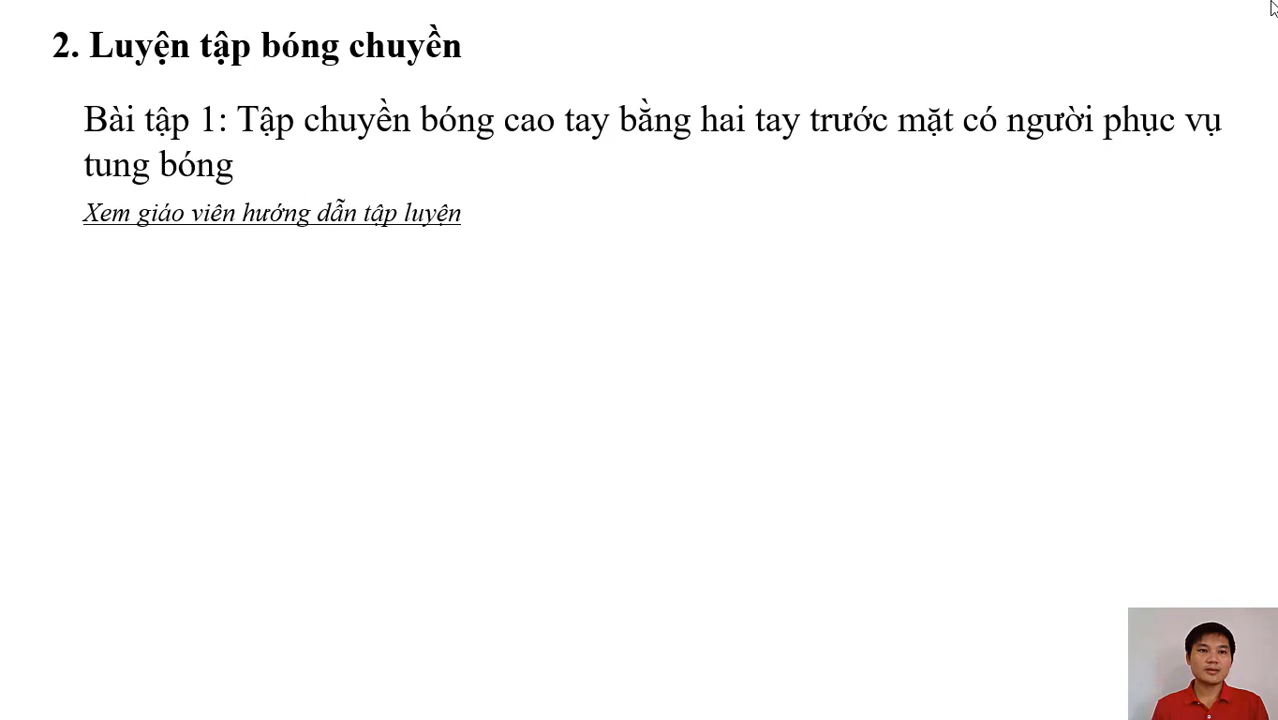 2. Luyện tập bóng chuyền
Bài tập 1: Tập chuyền bóng cao tay bằng hai tay trước mặt có người phục vụ
tung bóng
Xem giáo viên hướng dẫn tập luyện